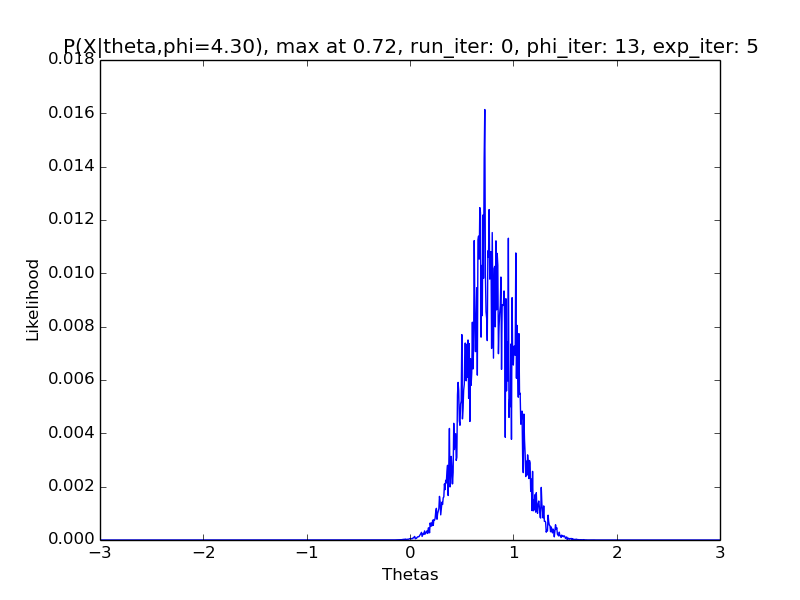 P(X|theta,phi=4.30), max at 0.72, run_iter: 0, phi_iter: 13, exp_iter: 5
0.018
0.016
0.014
0.012
0.010
0.008
0.006
0.004
0.002
0.000
Likelihood
−3 −2 −1 0 1 2 3
Thetas